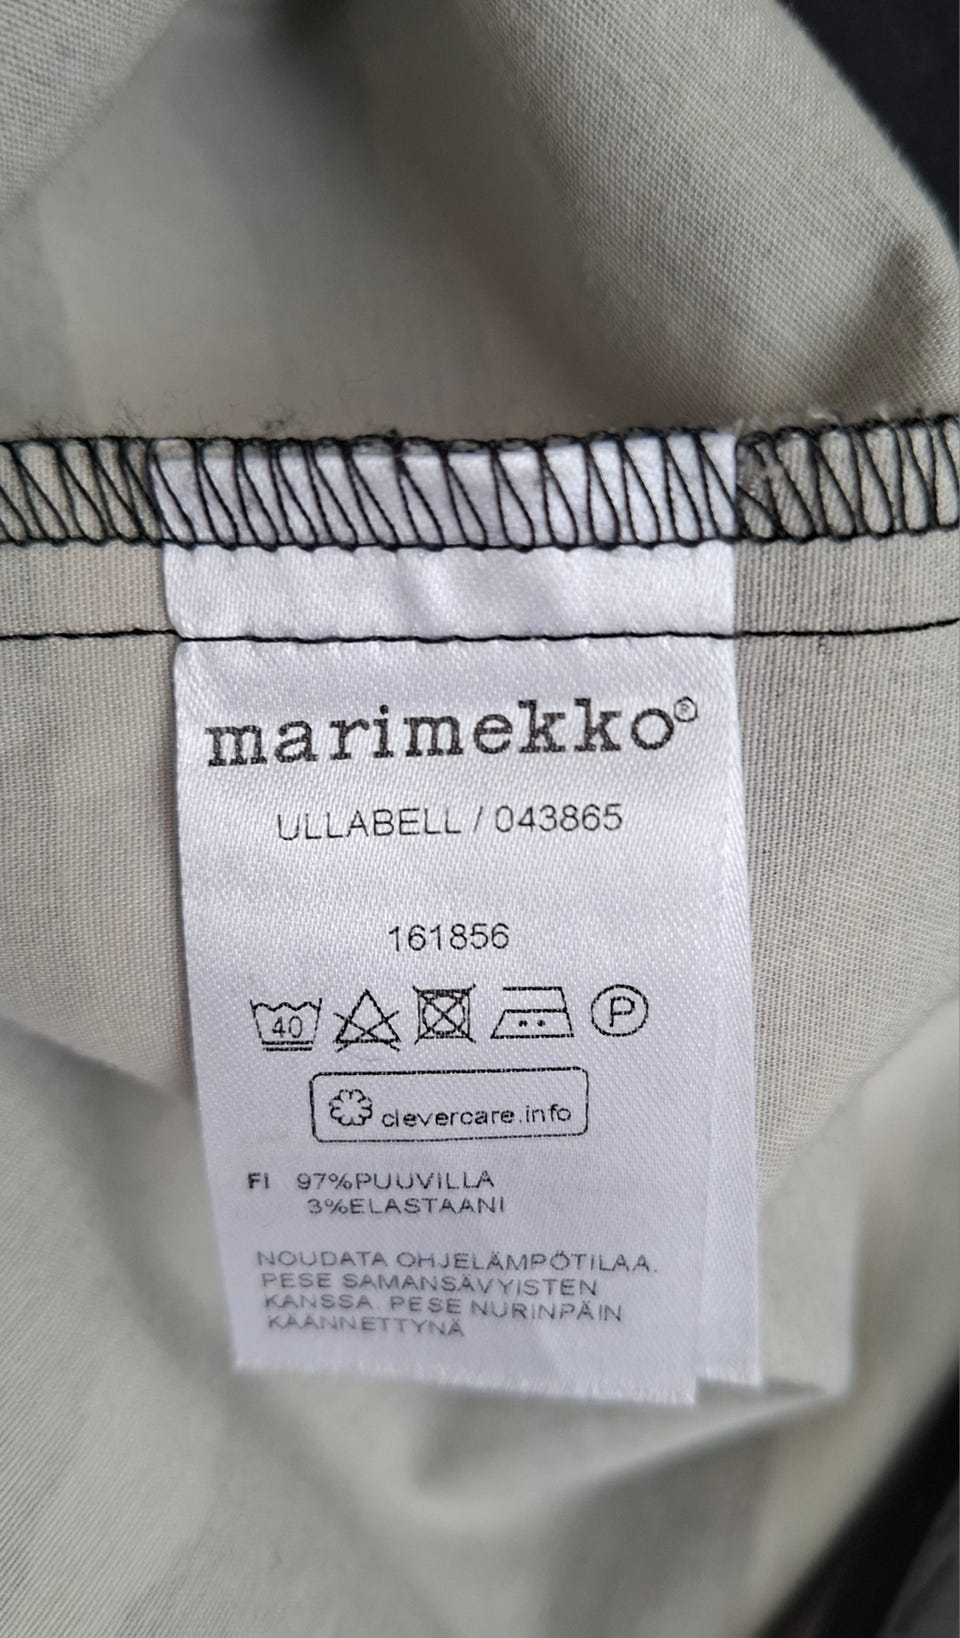 marimekko®
ULLABELL / 043865
161856
40 P
clevercare.info
FI 97%PUUVILLA
3%ELASTAANI
NOUDATA OHJELÄMPÖTILAA.
PESE SAMANSÄVYISTEN
KANSSA. PESE NURINPÄIN
KÄÄNNETTYNÄ